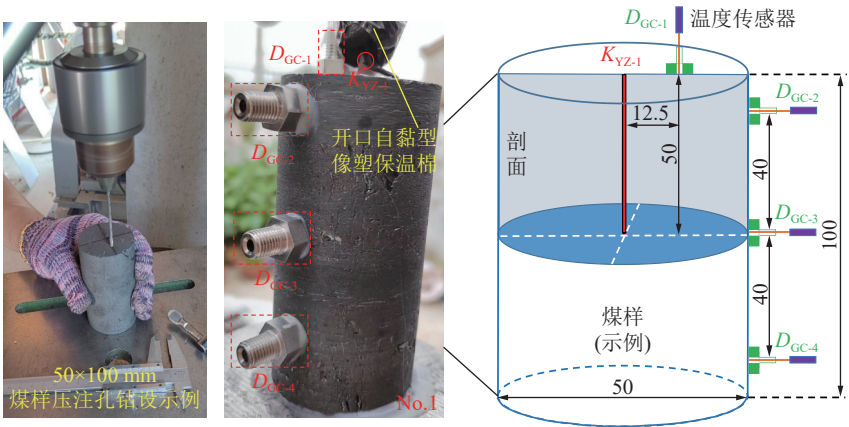 50×100 mm
煤样压注孔钻设示例
D_GC-1
K_YZ-1
D_GC-2
开口自黏型
像塑保温棉
D_GC-3
D_GC-4
No.1
D_GC-1
温度传感器
K_YZ-1
D_GC-2
12.5
剖面
50
40
D_GC-3
100
40
煤样
(示例)
D_GC-4
50